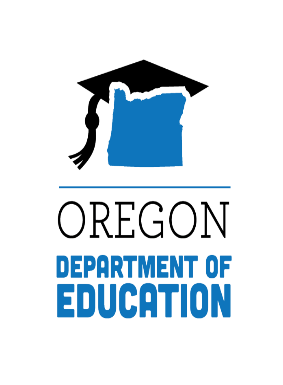 OREGON
DEPARTMENT OF
EDUCATION